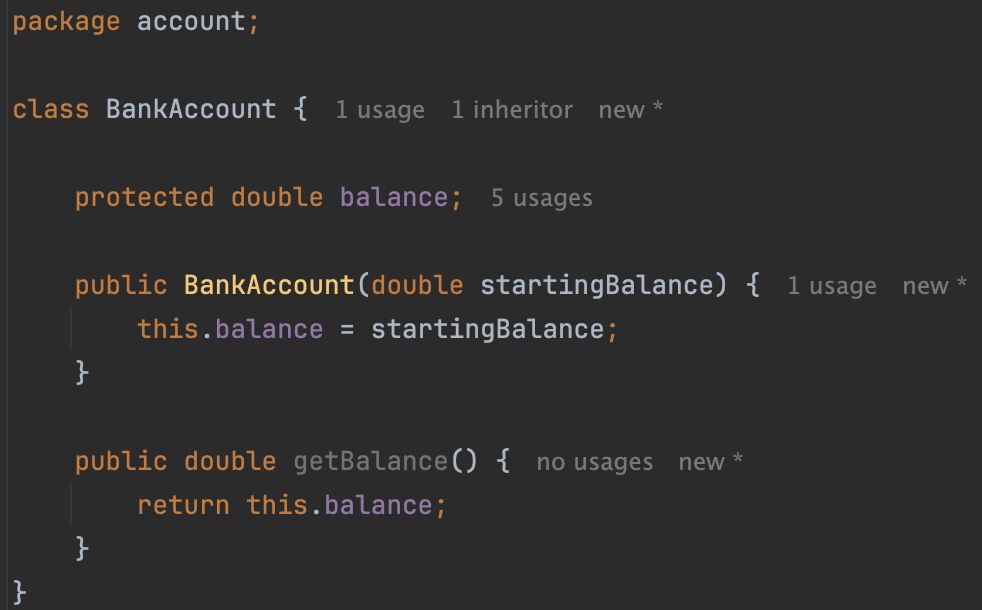 package account;
class BankAccount { 1 usage 1 inheritor new *
protected double balance; 5 usages
public BankAccount(double startingBalance) { 1 usage new *
this.balance = startingBalance;
}
public double getBalance() { no usages new *
return this.balance;
}
}